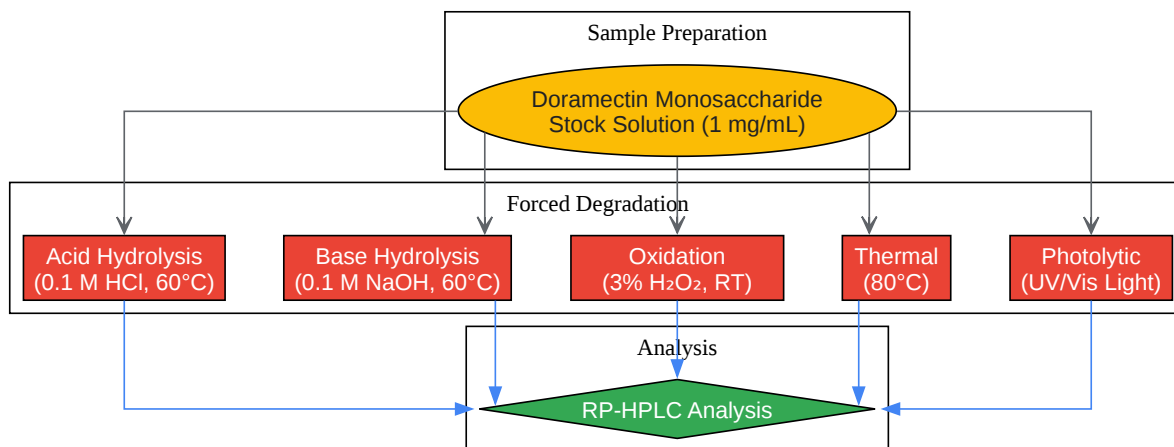 Sample Preparation
Doramectin Monosaccharide
Stock Solution (1 mg/mL)
Forced Degradation
Acid Hydrolysis
(0.1 M HCl, 60°C)
Base Hydrolysis
(0.1 M NaOH, 60°C)
Oxidation
(3% H₂O₂, RT)
Thermal
(80°C)
Photolytic
(UV/Vis Light)
Analysis
RP-HPLC Analysis